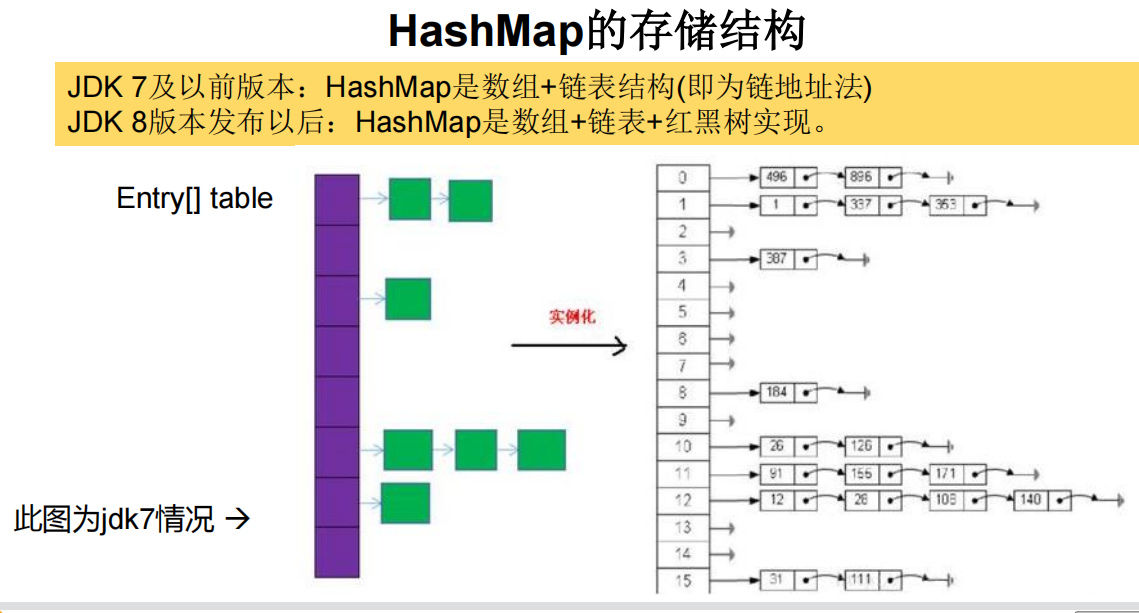 HashMap的存储结构
JDK 7及以前版本：HashMap是数组+链表结构(即为链地址法)
JDK 8版本发布以后：HashMap是数组+链表+红黑树实现。
Entry[] table
实例化
此图为jdk7情况 →
0 496 896
1 1 337 353
2
3 387
4
5
6
7
8 184
9
10 26 126
11 91 155 171
12 12 28 108 140
13
14
15 31 111